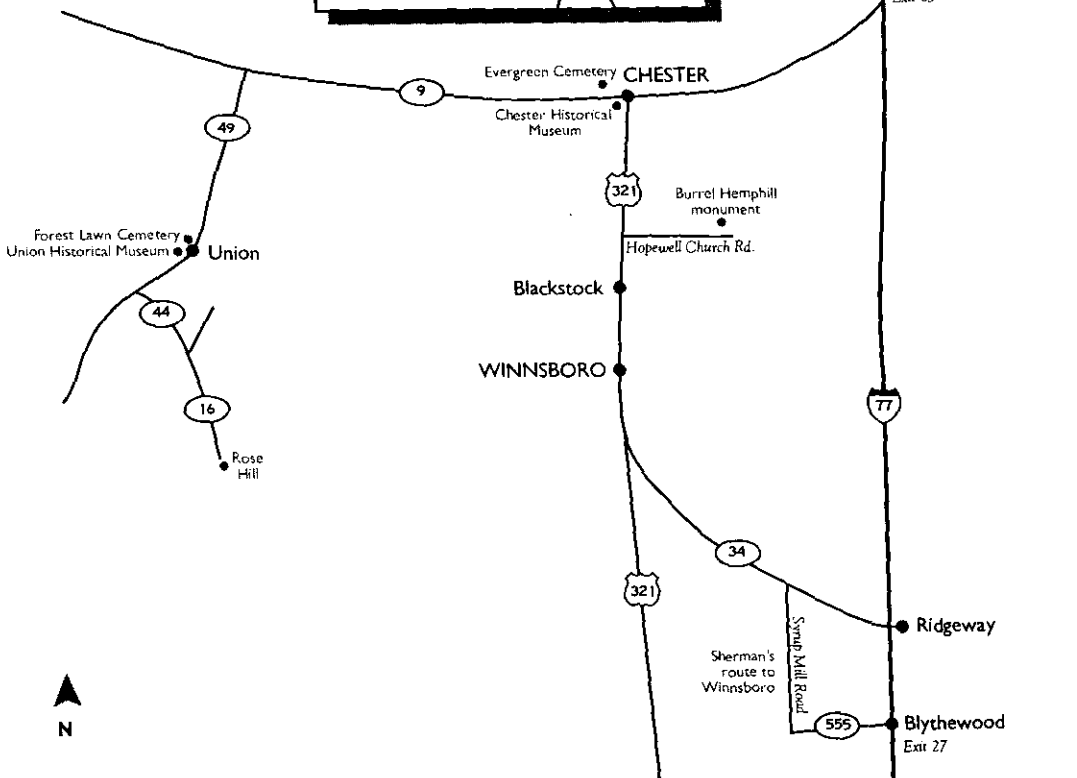 Evergreen Cemetery
CHESTER
9
Chester Historical
Museum
49
321
Burrel Hemphill
monument
Forest Lawn Cemetery
Union Historical Museum
Union
Hopewell Church Rd.
Blackstock
44
WINNSBORO
77
16
Rose
Hill
34
321
Ridgeway
Syrup Mill Road
Sherman's
route to
Winnsboro
N
555
Blythewood
Exit 27